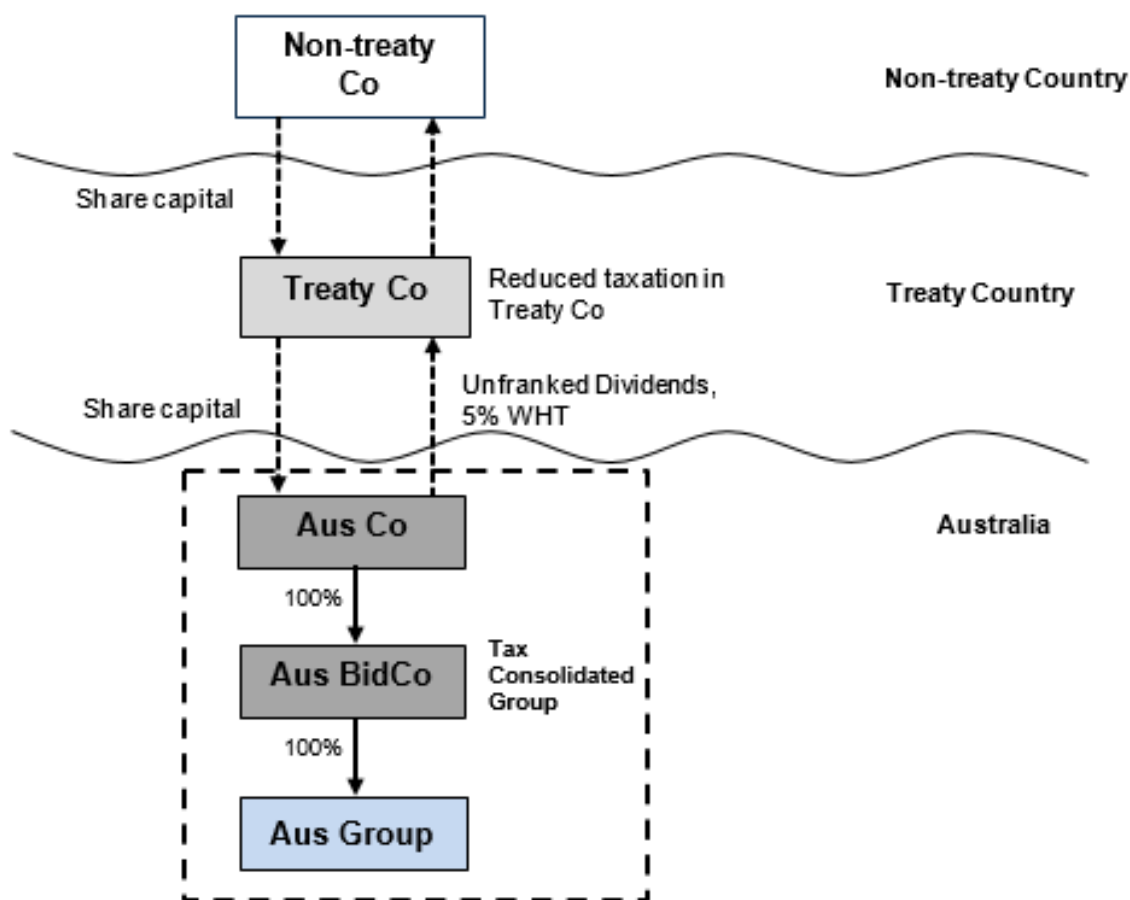 Non-treaty
Co
Non-treaty Country
Share capital
Treaty Co
Reduced taxation in
Treaty Co
Treaty Country
Unfranked Dividends,
5% WHT
Share capital
Aus Co
Australia
100%
Aus BidCo
Tax
Consolidated
Group
100%
Aus Group